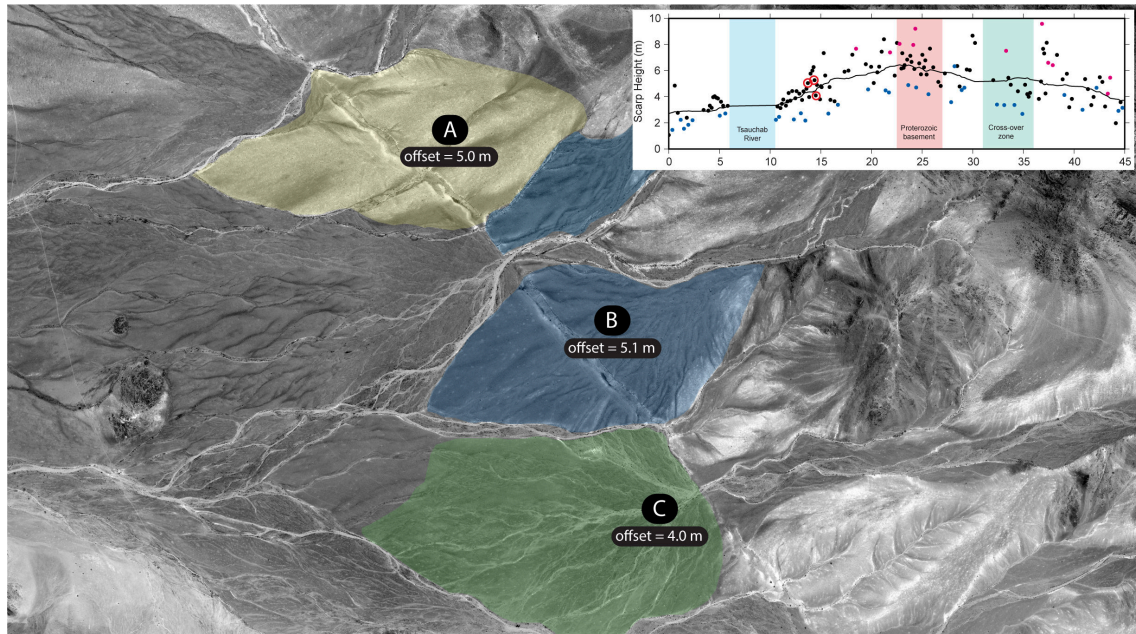 A
offset = 5.0 m
B
offset = 5.1 m
C
offset = 4.0 m
Scarp Height (m)
10
8
6
4
2
0
Tsauchab
River
Proterozoic
basement
Cross-over
zone
0 5 10 15 20 25 30 35 40 45